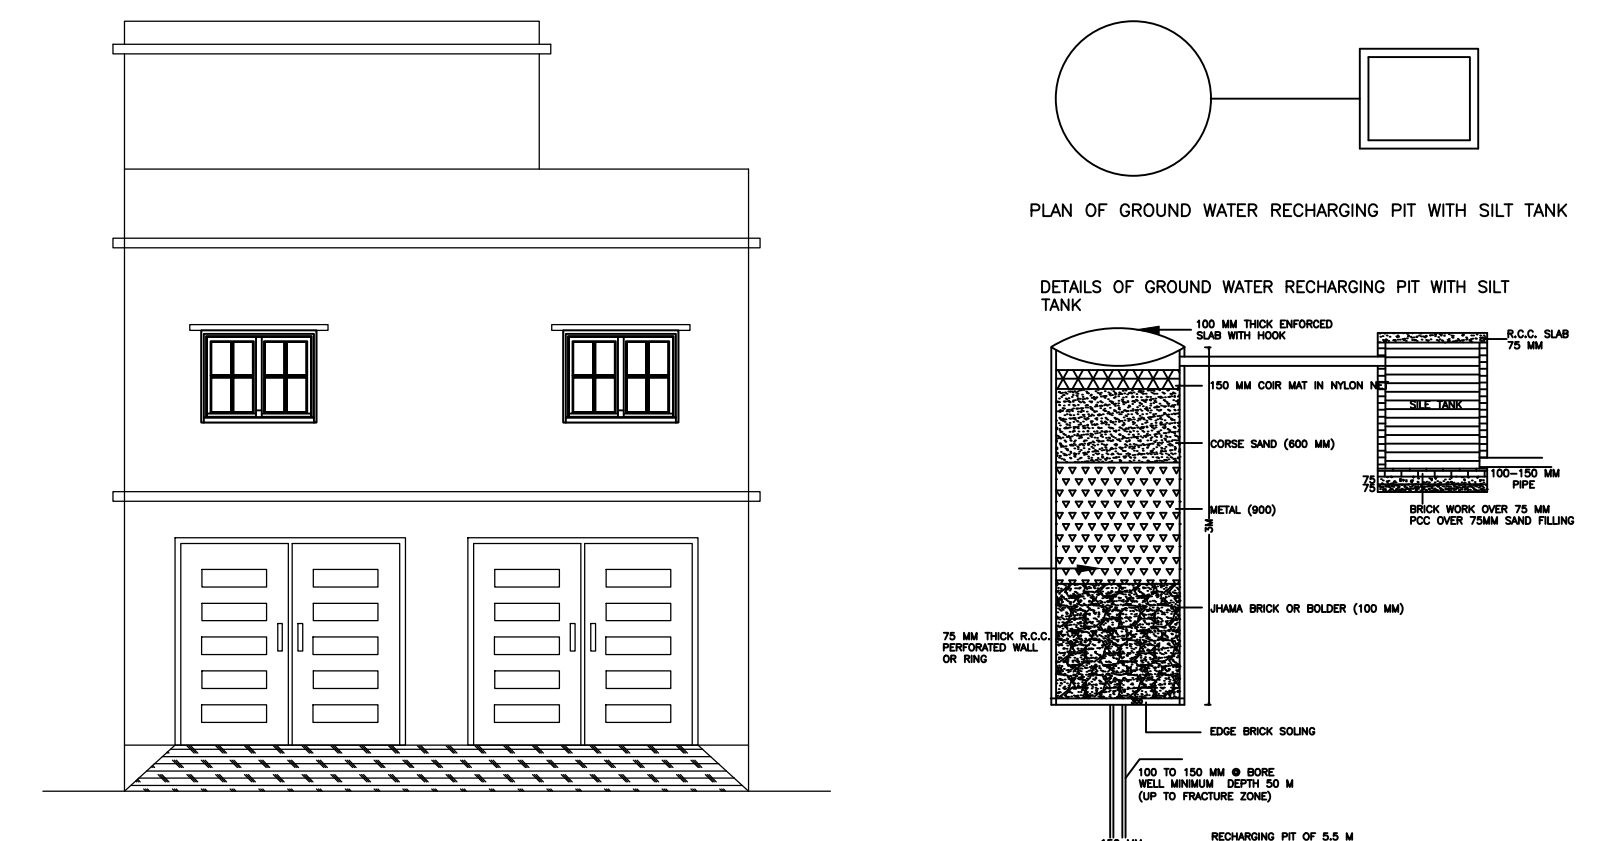 PLAN OF GROUND WATER RECHARGING PIT WITH SILT TANK
DETAILS OF GROUND WATER RECHARGING PIT WITH SILT
TANK
100 MM THICK ENFORCED
SLAB WITH HOOK
R.C.C. SLAB
75 MM
150 MM COIR MAT IN NYLON NET
SILE TANK
CORSE SAND (600 MM)
100-150 MM
PIPE
75
75
METAL (900)
BRICK WORK OVER 75 MM
PCC OVER 75MM SAND FILLING
3M
JHAMA BRICK OR BOLDER (100 MM)
75 MM THICK R.C.C.
PERFORATED WALL
OR RING
EDGE BRICK SOLING
100 TO 150 MM @ BORE
WELL MINIMUM DEPTH 50 M
(UP TO FRACTURE ZONE)
RECHARGING PIT OF 5.5 M